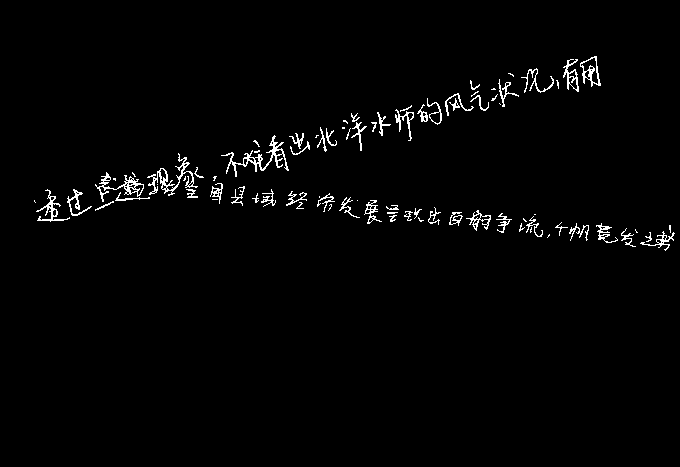 透过表现象，不难看出北洋水师的风气状况，有用
全国县域经济发展呈现出百舸争流，千帆竞发之势